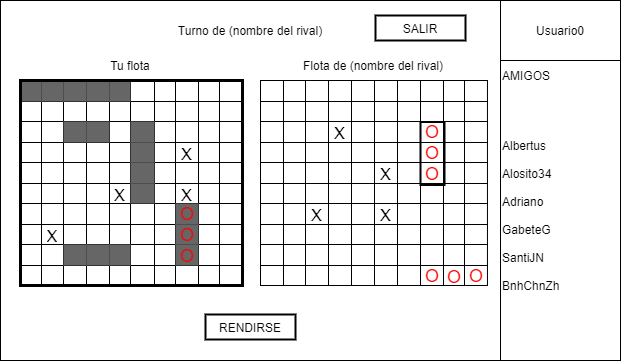 Turno de (nombre del rival)
SALIR
Usuario0
Tu flota
Flota de (nombre del rival)
AMIGOS
X
O
X
O
X
O
X
X
X
O
X
X
O
X
O
O
O
O
Albertus
Alosito34
Adriano
GabeteG
SantiJN
BnhChnZh
RENDIRSE